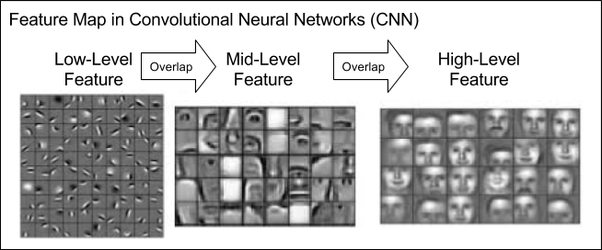 Feature Map in Convolutional Neural Networks (CNN)
Low-Level
Feature
Overlap
Mid-Level
Feature
Overlap
High-Level
Feature